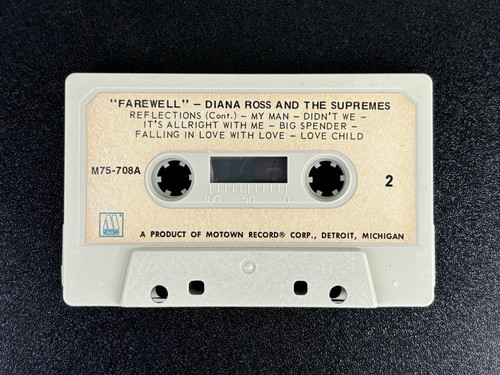 "FAREWELL" – DIANA ROSS AND THE SUPREMES
REFLECTIONS (Cont.) – MY MAN – DIDN'T WE –
IT'S ALLRIGHT WITH ME – BIG SPENDER –
FALLING IN LOVE WITH LOVE – LOVE CHILD
M75-708A
2
100 50 0
MOTOWN
A PRODUCT OF MOTOWN RECORD® CORP., DETROIT, MICHIGAN